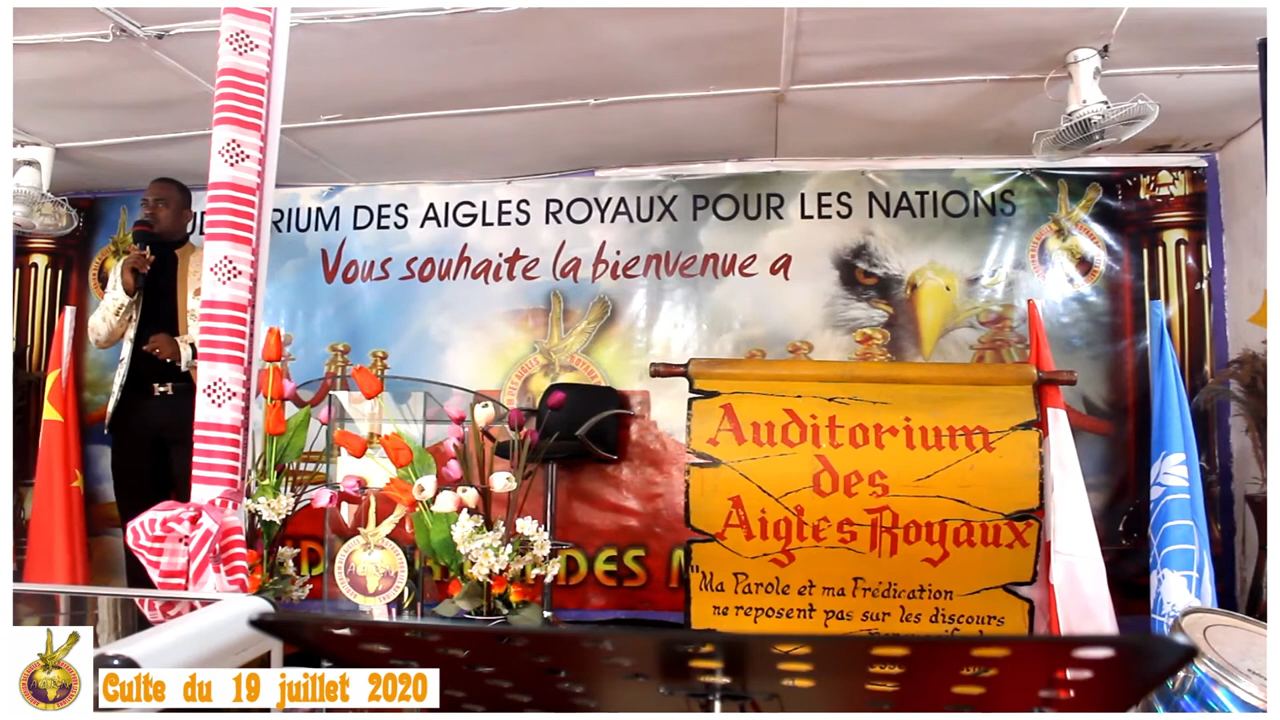 RIUM DES AIGLES ROYAUX POUR LES NATIONS
Vous souhaite la bienvenue a
Auditorium
des
Aigles Royaux
"Ma Parole et ma Prédication
ne reposent pas sur les discours
DES
H
Culte du 19 juillet 2020